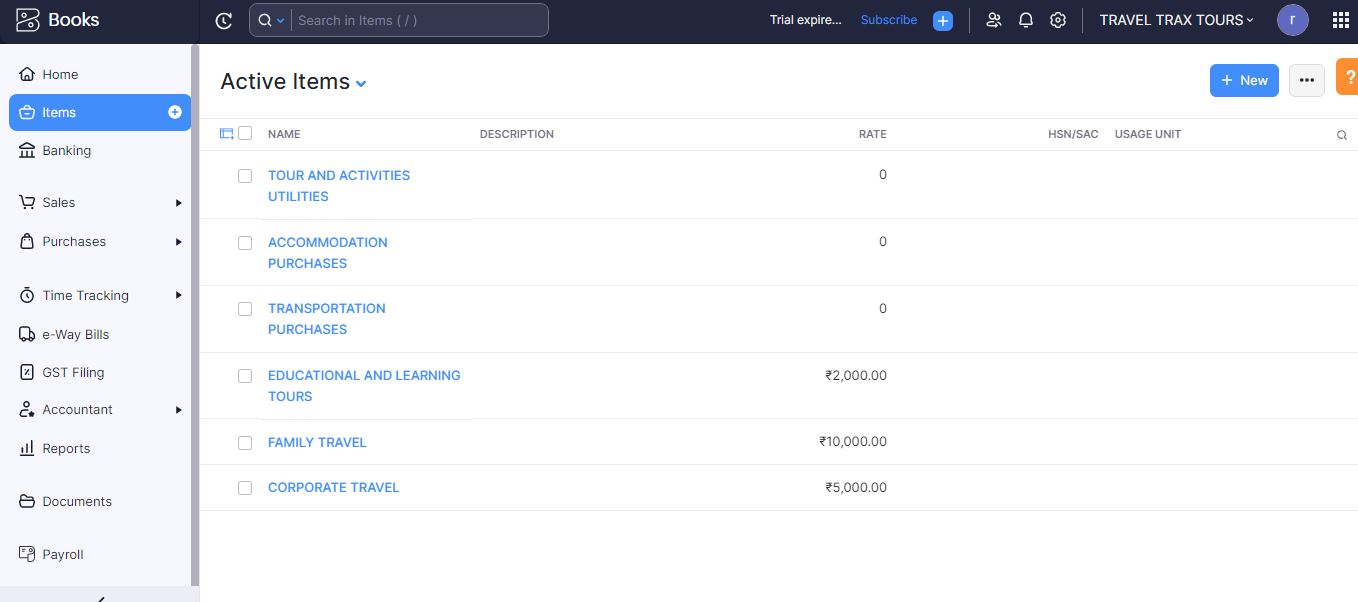 Books
Search in Items ( / )
Trial expire... Subscribe
TRAVEL TRAX TOURS
r
Home
Items
Banking
Sales
Purchases
Time Tracking
e-Way Bills
GST Filing
Accountant
Reports
Documents
Payroll
Active Items
+ New
?
NAME DESCRIPTION RATE HSN/SAC USAGE UNIT
TOUR AND ACTIVITIES 0
UTILITIES
ACCOMMODATION 0
PURCHASES
TRANSPORTATION 0
PURCHASES
EDUCATIONAL AND LEARNING ₹2,000.00
TOURS
FAMILY TRAVEL ₹10,000.00
CORPORATE TRAVEL ₹5,000.00